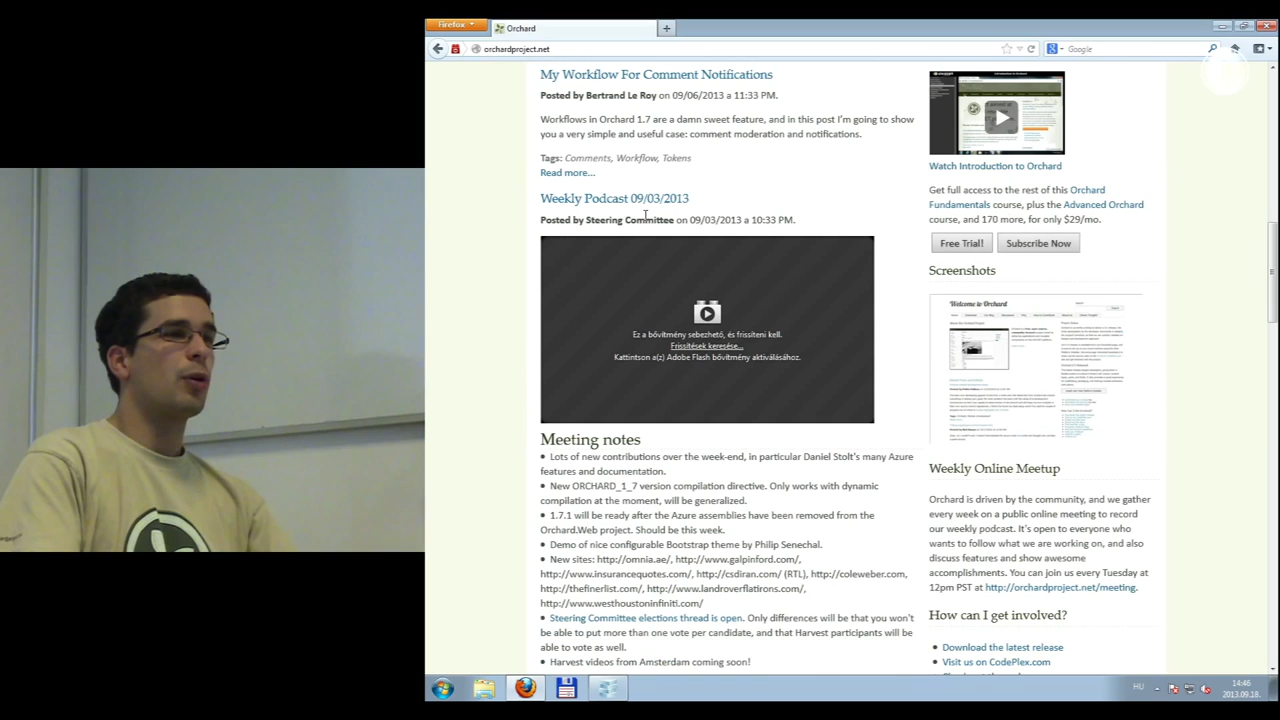 Firefox
Orchard
orchardproject.net
Google
My Workflow For Comment Notifications
Posted by Bertrand Le Roy on 09/06/2013 a 11:33 PM.
Workflows in Orchard 1.7 are a damn sweet feature, and in this post I'm going to show
you a very simple and useful case: comment moderation and notifications.
Tags: Comments, Workflow, Tokens
Read more...
Weekly Podcast 09/03/2013
Posted by Steering Committee on 09/03/2013 a 10:33 PM.
Ez a bővítmény sebezhető, és frissíteni kell.
Frissítések keresése...
Kattintson a(z) Adobe Flash bővítmény aktiválásához.
Meeting notes
• Lots of new contributions over the week-end, in particular Daniel Stolt's many Azure
features and documentation.
• New ORCHARD_1_7 version compilation directive. Only works with dynamic
compilation at the moment, will be generalized.
• 1.7.1 will be ready after the Azure assemblies have been removed from the
Orchard.Web project. Should be this week.
• Demo of nice configurable Bootstrap theme by Philip Senechal.
• New sites: http://omnia.ae/, http://www.galpinford.com/,
http://www.insurancequotes.com/, http://csdiran.com/ (RTL), http://coleweber.com,
http://thefinerlist.com/, http://www.landroverflatirons.com/,
http://www.westhoustoninfiniti.com/
• Steering Committee elections thread is open. Only differences will be that you won't
be able to put more than one vote per candidate, and that Harvest participants will be
able to vote as well.
• Harvest videos from Amsterdam coming soon!
Watch Introduction to Orchard
Get full access to the rest of this Orchard
Fundamentals course, plus the Advanced Orchard
course, and 170 more, for only $29/mo.
Free Trial!
Subscribe Now
Screenshots
Welcome to Orchard
Weekly Online Meetup
Orchard is driven by the community, and we gather
every week on a public online meeting to record
our weekly podcast. It's open to everyone who
wants to follow what we are working on, and also
discuss features and show awesome
accomplishments. You can join us every Tuesday at
12pm PST at http://orchardproject.net/meeting.
How can I get involved?
• Download the latest release
• Visit us on CodePlex.com
HU
14:46
2013.09.18.